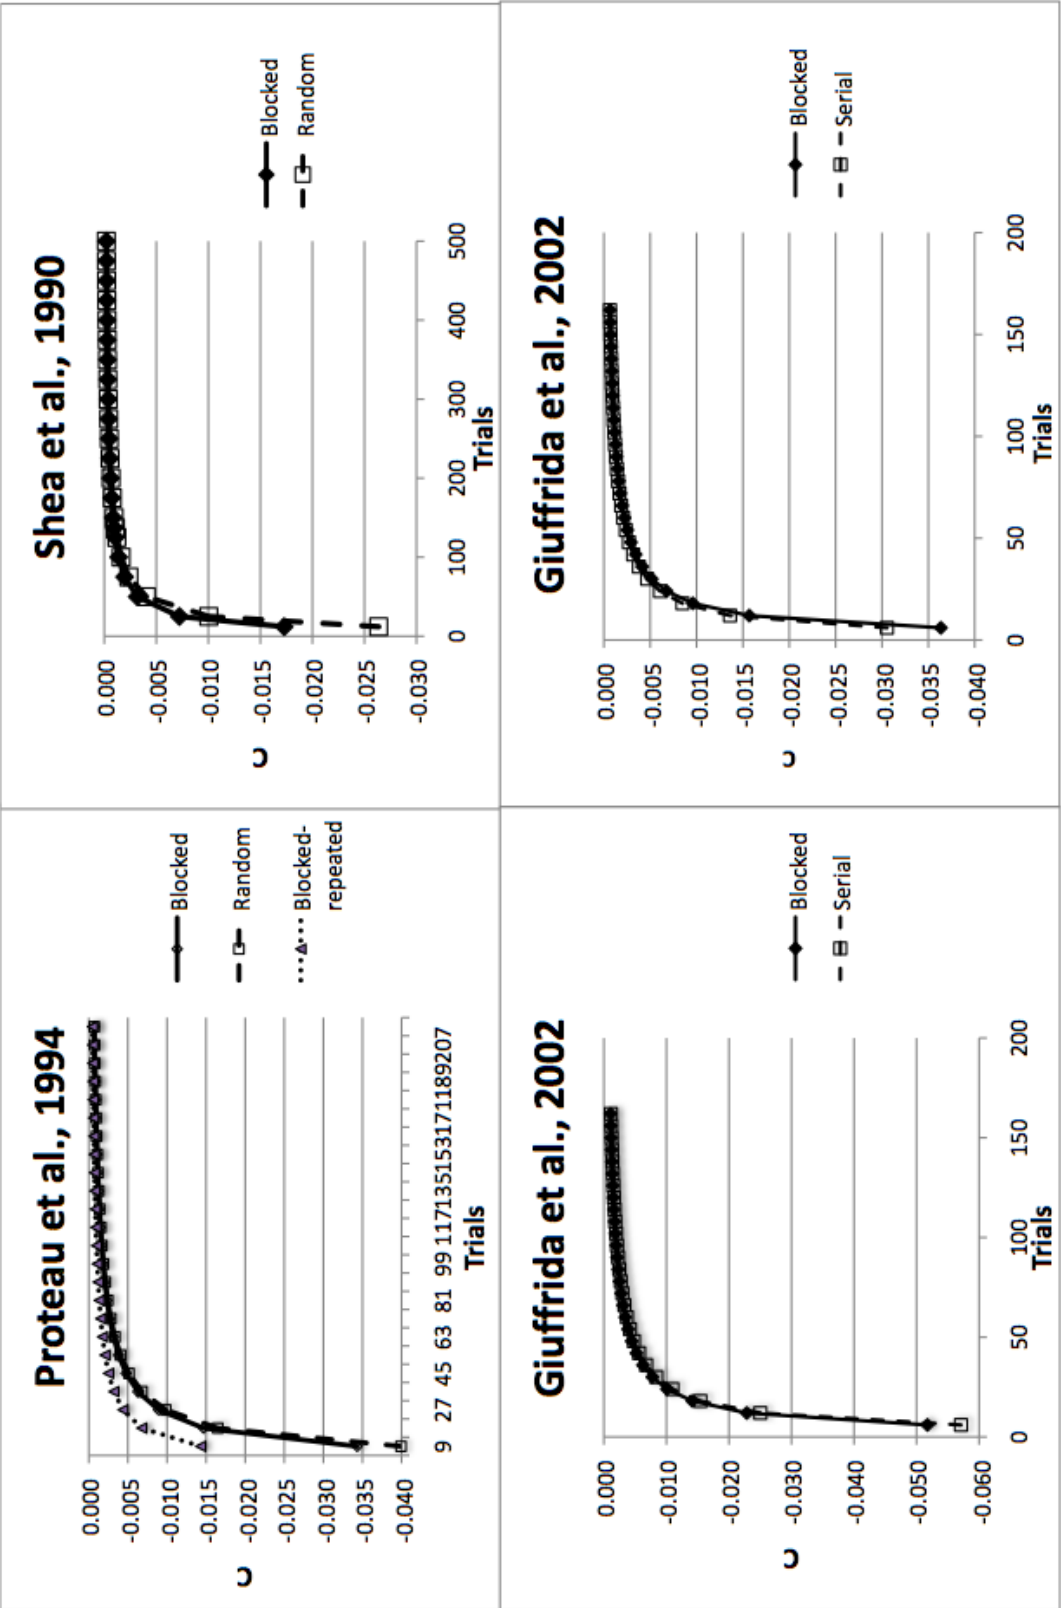 Proteau et al., 1994
0.000
-0.005
-0.010
-0.015
-0.020
-0.025
-0.030
-0.035
-0.040
c
9 27 45 63 81 99 117135153171189207
Trials
Blocked
Random
Blocked-
repeated
Shea et al., 1990
0.000
-0.005
-0.010
-0.015
-0.020
-0.025
-0.030
c
0 100 200 300 400 500
Trials
Blocked
Random
Giuffrida et al., 2002
0.000
-0.010
-0.020
-0.030
-0.040
-0.050
-0.060
c
0 50 100 150 200
Trials
Blocked
Serial
Giuffrida et al., 2002
0.000
-0.005
-0.010
-0.015
-0.020
-0.025
-0.030
-0.035
-0.040
c
0 50 100 150 200
Trials
Blocked
Serial